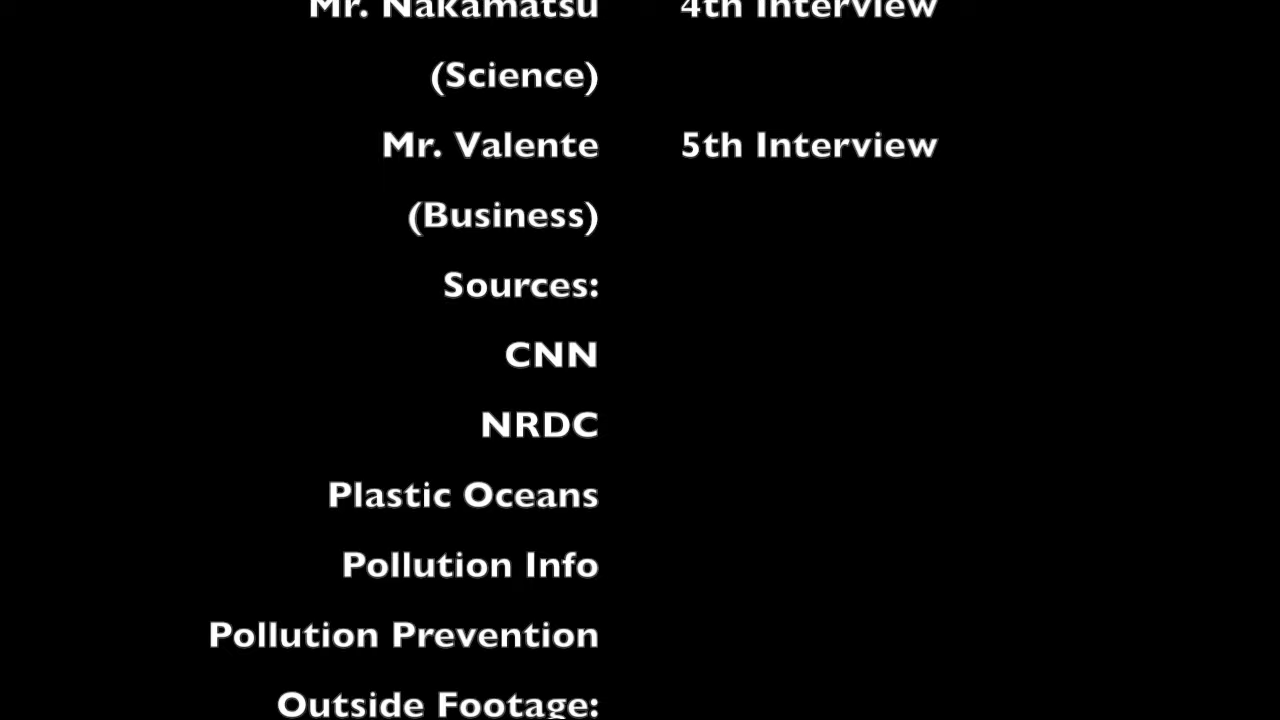 Mr. Nakamatsu 4th Interview
(Science)
Mr. Valente 5th Interview
(Business)
Sources:
CNN
NRDC
Plastic Oceans
Pollution Info
Pollution Prevention
Outside Footage: